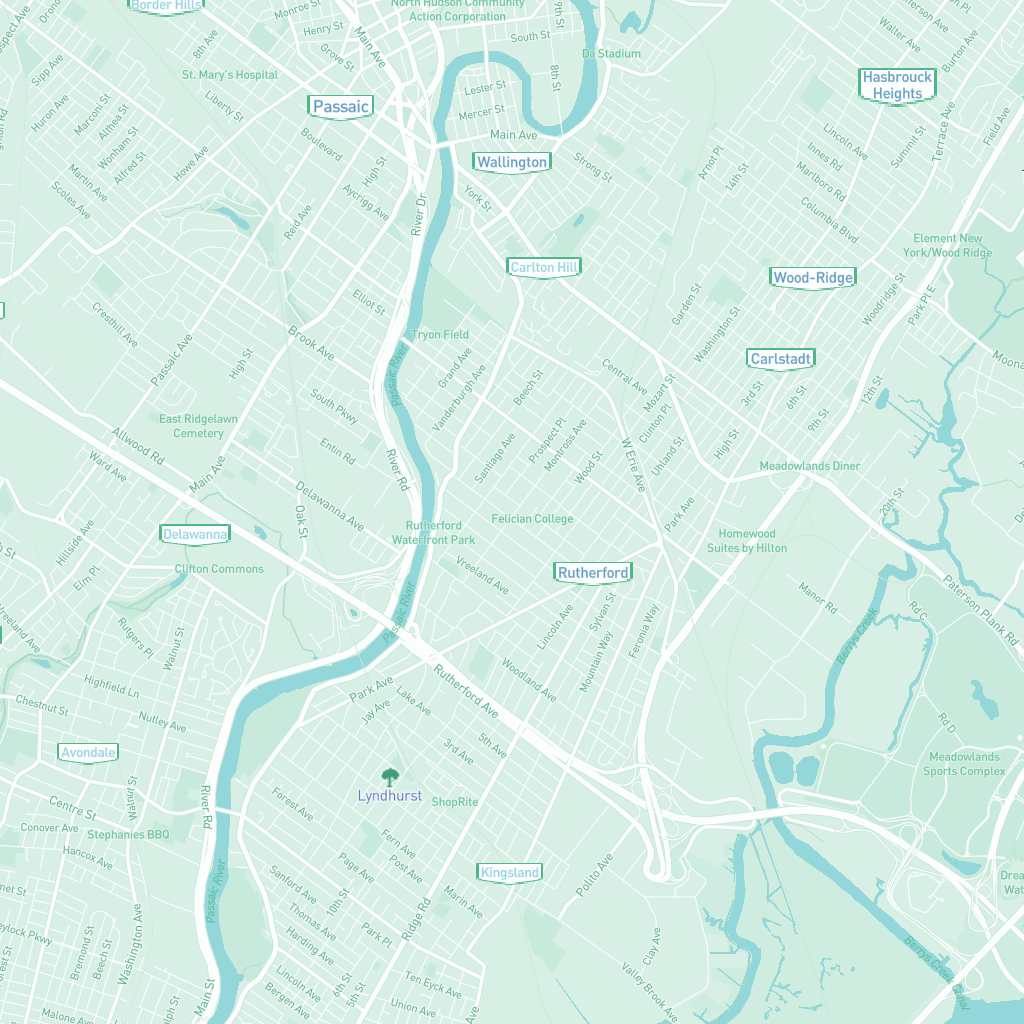 Border Hills
Monroe St
North Hudson Community
Action Corporation
9th St
Walter Ave
Burton Ave
Henry St
Main Ave
South St
Grove St
8th Ave
Da Stadium
Sipp Ave
St. Mary's Hospital
8th St
Hasbrouck
Heights
Lester St
Liberty St
Passaic
Marconi St
Althea St
Huron Ave
Mercer St
Terrace Ave
Field Ave
Main Ave
Boulevard
Lincoln Ave
Wonham St
Innes Rd
Summit St
Wallington
Strong St
Alfred St
Howe Ave
High St
Arnot Pl
14th St
Martin Ave
Marlboro Rd
Scoles Ave
York St
Aycrigg Ave
River Dr
Reid Ave
Columbia Blvd
Element New
York/Wood Ridge
Carlton Hill
Wood-Ridge
Garden St
Woodridge St
Elliot St
Park Pl E
Cresthill Ave
Washington St
Brook Ave
Tryon Field
Passaic Ave
High St
Passaic River
Grand Ave
Carlstadt
Central Ave
Vanderburgh Ave
Beech St
Mozart St
3rd St
6th St
12th St
South Pkwy
East Ridgelawn
Cemetery
9th St
Clinton Pl
Prospect Pl
Montross Ave
High St
Allwood Rd
Ward Ave
Entin Rd
Santiago Ave
W Erie Ave
Uhland St
Main Ave
River Rd
Wood St
Meadowlands Diner
Delawanna Ave
20th St
Oak St
Park Ave
Felician College
Delawanna
Rutherford
Waterfront Park
Homewood
Suites by Hilton
Hillside Ave
Clifton Commons
Vreeland Ave
Rutherford
Elm Pl
Manor Rd
Paterson Plank Rd
Passaic River
Vreeland Ave
Lincoln Ave
Sylvan St
Feronia Way
Rd C
Rutgers Pl
Walnut St
Berrys Creek
Mountain Way
Woodland Ave
Highfield Ln
Rutherford Ave
Park Ave
Lake Ave
Chestnut St
Jay Ave
Nutley Ave
Rd D
Avondale
3rd Ave
5th Ave
Meadowlands
Sports Complex
Lyndhurst
ShopRite
Walnut St
River Rd
Centre St
Forest Ave
Conover Ave
Stephanies BBQ
Hancox Ave
Fern Ave
Page Ave
Post Ave
Kingsland
Polito Ave
Passaic River
Sanford Ave
10th St
Marin Ave
Thomas Ave
Ridge Rd
Park Pl
Bremond St
Beech St
Washington Ave
Harding Ave
Clay Ave
Berrys Creek Canal
Lincoln Ave
Bergen Ave
6th St
5th St
Ten Eyck Ave
Valley Brook Ave
Main St
Union Ave
Malone Ave